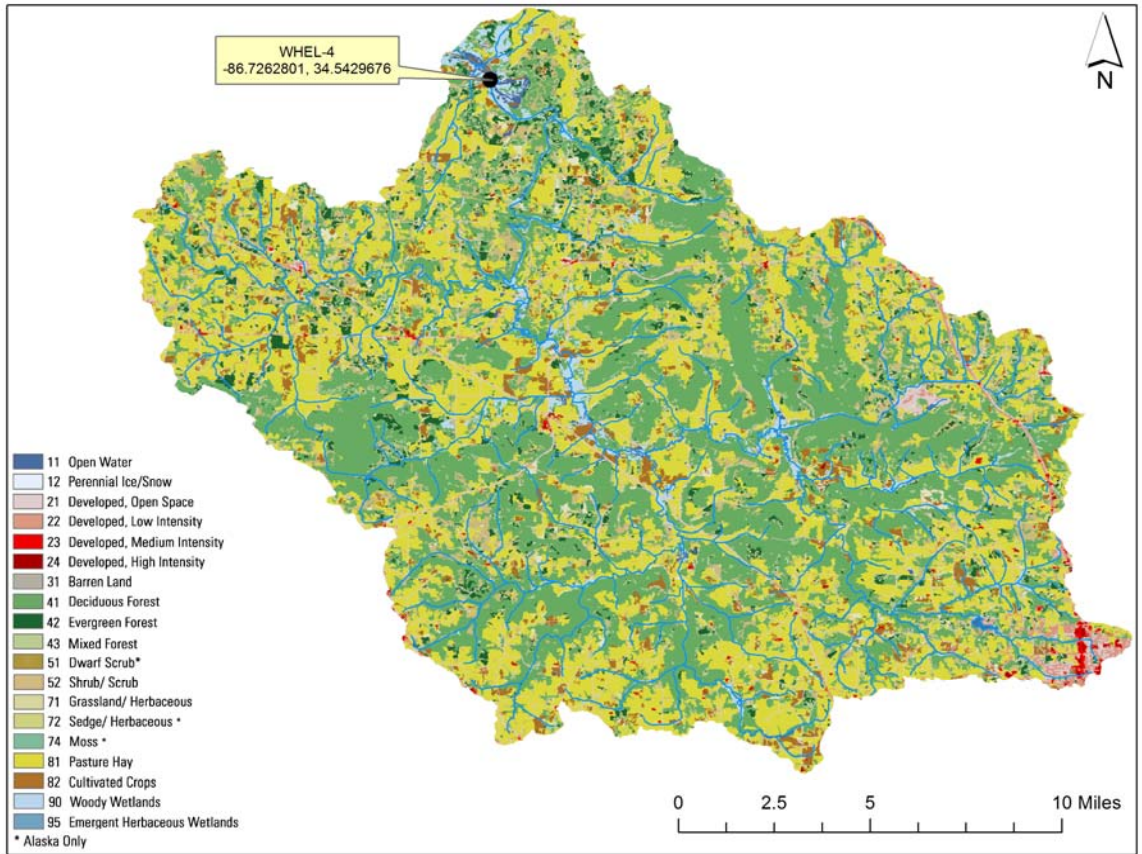 WHEL-4
-86.7262801, 34.5429676
N
11 Open Water
12 Perennial Ice/Snow
21 Developed, Open Space
22 Developed, Low Intensity
23 Developed, Medium Intensity
24 Developed, High Intensity
31 Barren Land
41 Deciduous Forest
42 Evergreen Forest
43 Mixed Forest
51 Dwarf Scrub*
52 Shrub/ Scrub
71 Grassland/ Herbaceous
72 Sedge/ Herbaceous *
74 Moss *
81 Pasture Hay
82 Cultivated Crops
90 Woody Wetlands
95 Emergent Herbaceous Wetlands
* Alaska Only
0 2.5 5 10 Miles